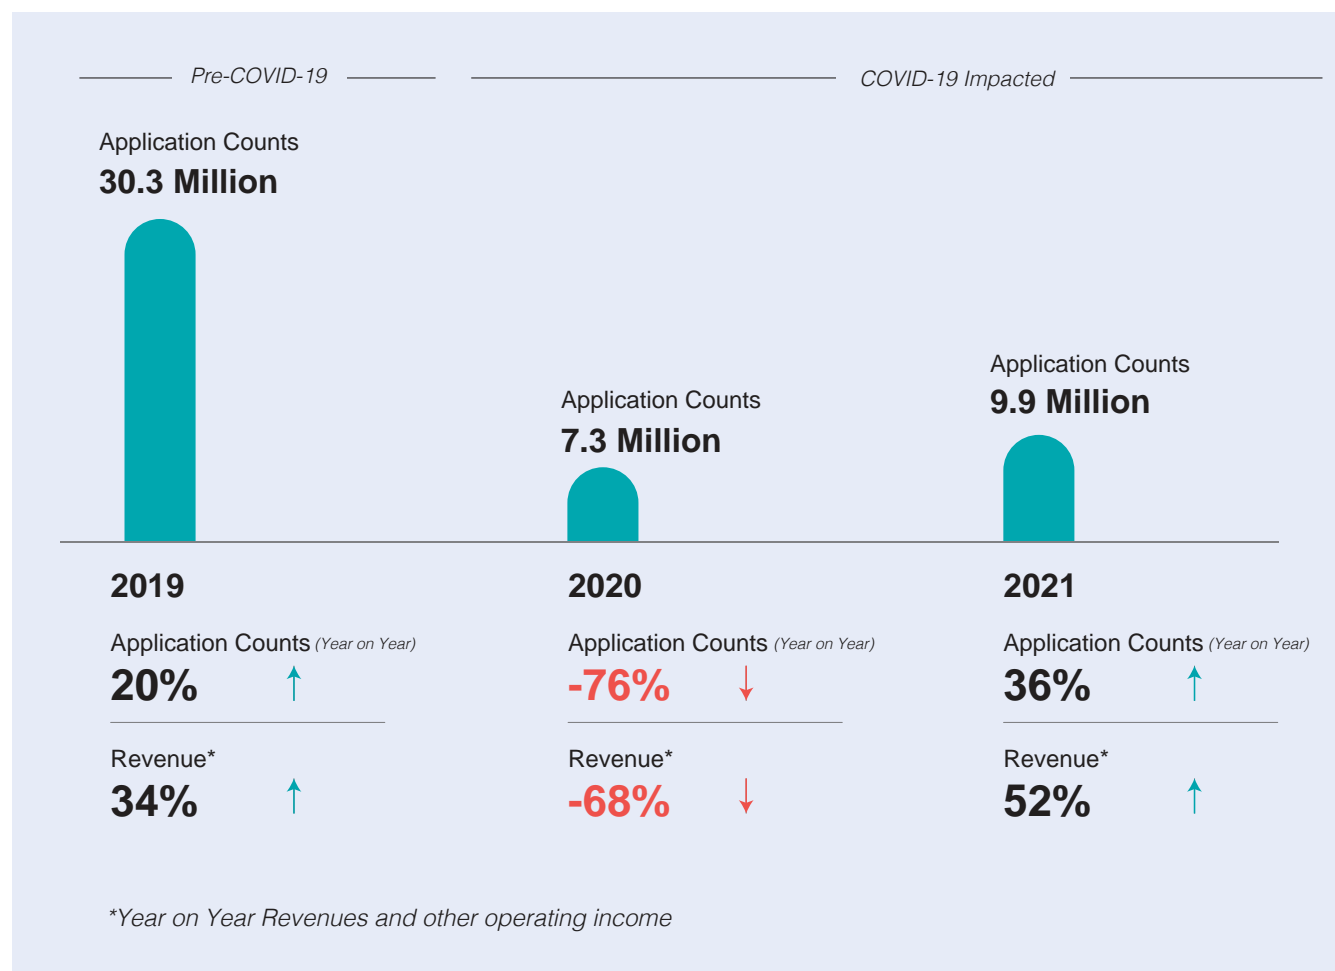 Pre-COVID-19
COVID-19 Impacted
Application Counts
30.3 Million
Application Counts
7.3 Million
Application Counts
9.9 Million
2019
Application Counts (Year on Year)
20%
Revenue*
34%
2020
Application Counts (Year on Year)
-76%
Revenue*
-68%
2021
Application Counts (Year on Year)
36%
Revenue*
52%
*Year on Year Revenues and other operating income